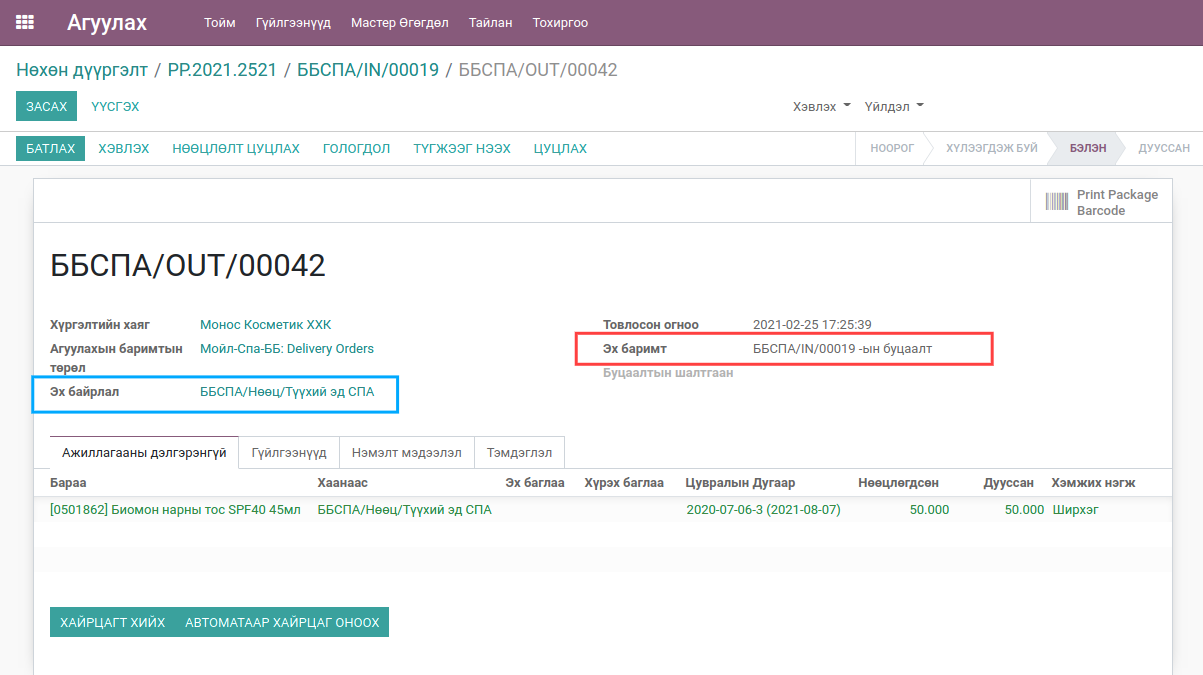 Агуулах Тойм Гүйлгээнүүд Мастер Өгөгдөл Тайлан Тохиргоо
Нөхөн дүүргэлт / PP.2021.2521 / ББСПА/IN/00019 / ББСПА/OUT/00042
ЗАСАХ ҮҮСГЭХ Хэвлэх Үйлдэл
БАТЛАХ ХЭВЛЭХ НӨӨЦЛӨЛТ ЦУЦЛАХ ГОЛОГДОЛ ТҮГЖЭЭГ НЭЭХ ЦУЦЛАХ НООРОГ ХҮЛЭЭГДЭЖ БУЙ БЭЛЭН ДУУССАН
Print Package
Barcode
ББСПА/OUT/00042
Хүргэлтийн хаяг Монос Косметик ХХК Товлосон огноо 2021-02-25 17:25:39
Агуулахын баримтын Мойл-Спа-ББ: Delivery Orders Эх баримт ББСПА/IN/00019 -ын буцаалт
төрөл Буцаалтын шалтгаан
Эх байрлал ББСПА/Нөөц/Түүхий эд СПА
Ажиллагааны дэлгэрэнгүй Гүйлгээнүүд Нэмэлт мэдээлэл Тэмдэглэл
Бараа Хаанаас Эх баглаа Хүрэх баглаа Цувралын Дугаар Нөөцлөгдсөн Дууссан Хэмжих нэгж
[0501862] Биомон нарны тос SPF40 45мл ББСПА/Нөөц/Түүхий эд СПА 2020-07-06-3 (2021-08-07) 50.000 50.000 Ширхэг
ХАЙРЦАГТ ХИЙХ АВТОМАТААР ХАЙРЦАГ ОНООХ